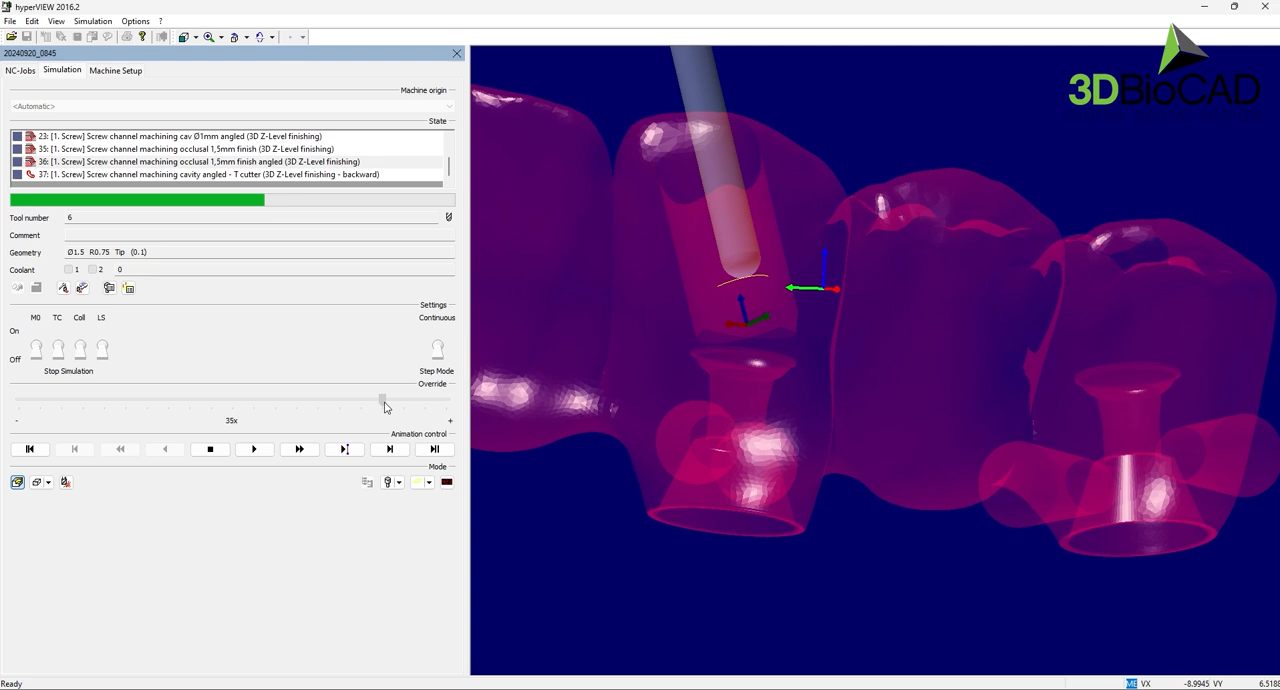 hyperVIEW 2016.2
File Edit View Simulation Options ?
20240920_0845
NC-Jobs Simulation Machine Setup
Machine origin
<Automatic>
State
23: [1. Screw] Screw channel machining cav Ø1mm angled (3D Z-Level finishing)
35: [1. Screw] Screw channel machining occlusal 1,5mm finish (3D Z-Level finishing)
36: [1. Screw] Screw channel machining occlusal 1,5mm finish angled (3D Z-Level finishing)
37: [1. Screw] Screw channel machining cavity angled - T cutter (3D Z-Level finishing - backward)
Tool number 6
Comment
Geometry Ø1.5 R0.75 Tip (0.1)
Coolant 1 2 0
Settings
M0 TC Coll LS Continuous
On
Off
Stop Simulation Step Mode
Override
- 35x +
Animation control
Mode
3DBioCAD
Ready ME VX -8.9945 VY 6.5188